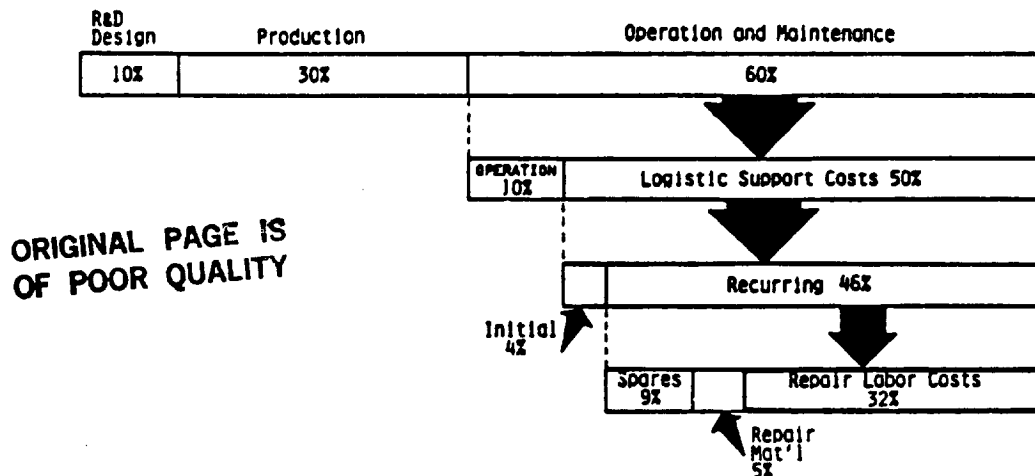 R&D
Design
Production
Operation and Maintenance
10%
30%
60%
OPERATION
10%
Logistic Support Costs 50%
ORIGINAL PAGE IS
OF POOR QUALITY
Recurring 46%
Initial
4%
Spares
9%
Repair Labor Costs
32%
Repair
Mat'l
5%